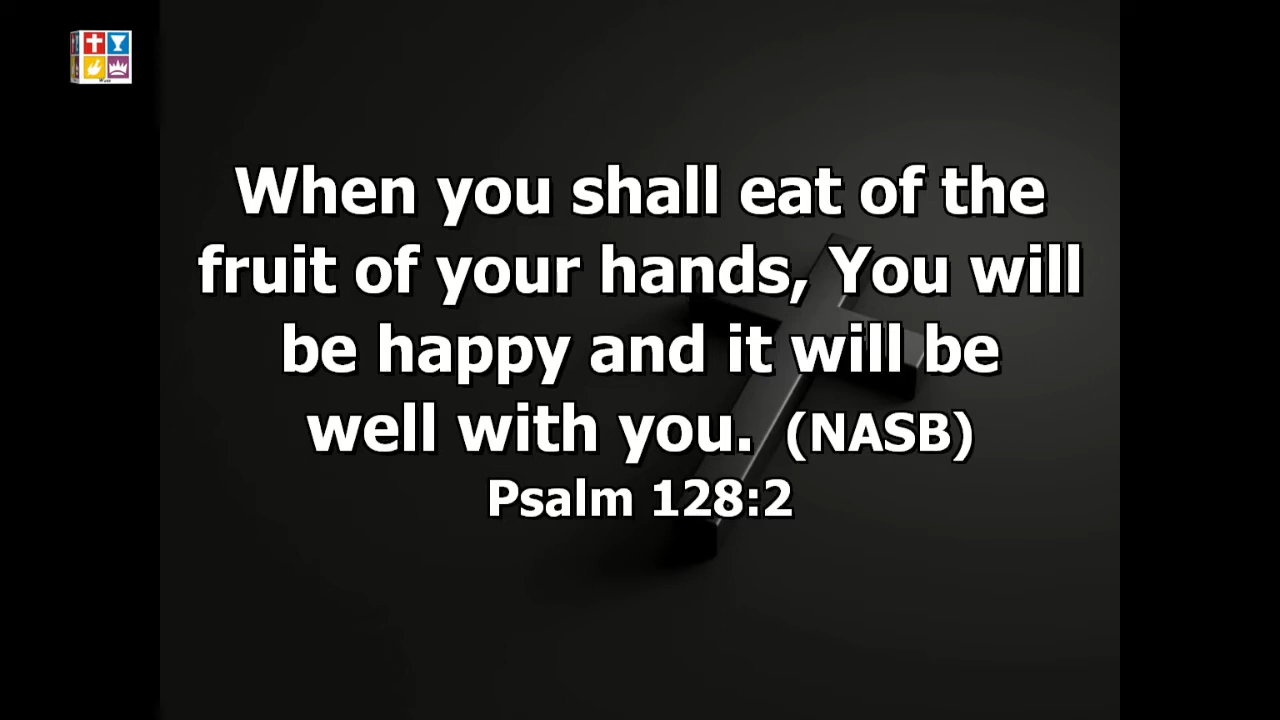 When you shall eat of the
fruit of your hands, You will
be happy and it will be
well with you. (NASB)
Psalm 128:2